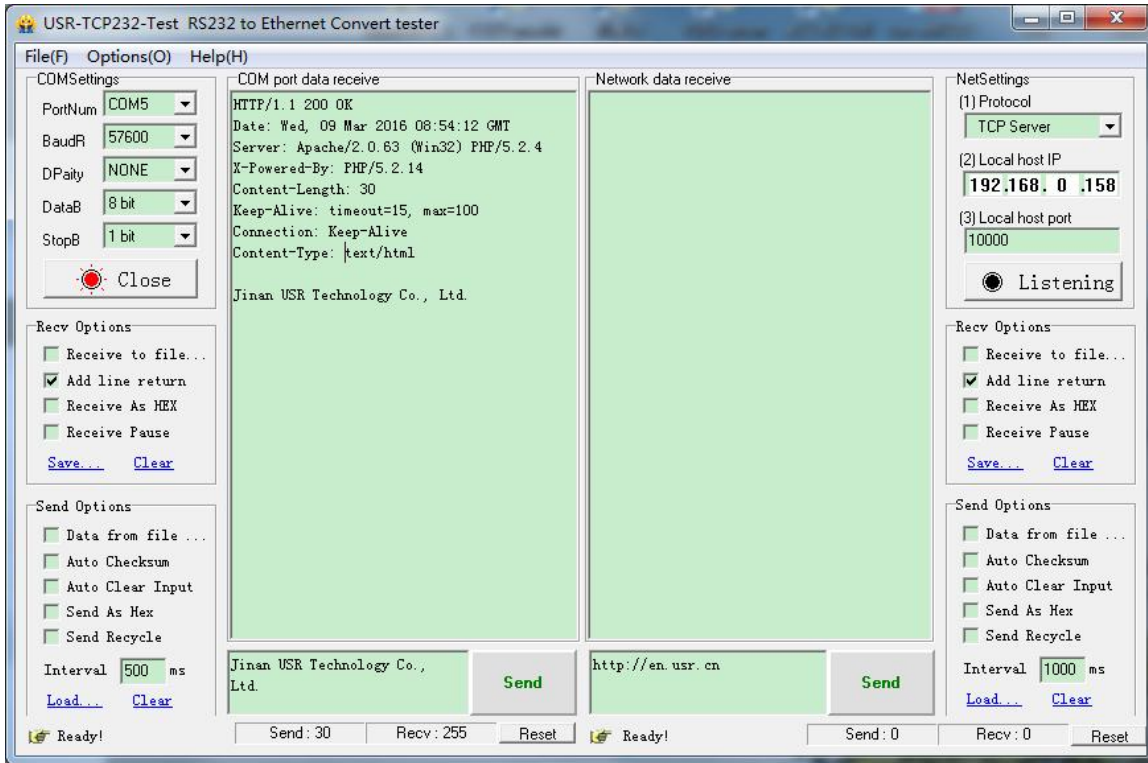 USR-TCP232-Test RS232 to Ethernet Convert tester
File(F) Options(O) Help(H)
COMSettings
PortNum COM5
BaudR 57600
DPaity NONE
DataB 8 bit
StopB 1 bit
Close
Recv Options
Receive to file...
Add line return
Receive As HEX
Receive Pause
Save... Clear
Send Options
Data from file ...
Auto Checksum
Auto Clear Input
Send As Hex
Send Recycle
Interval 500 ms
Load... Clear
COM port data receive
HTTP/1.1 200 OK
Date: Wed, 09 Mar 2016 08:54:12 GMT
Server: Apache/2.0.63 (Win32) PHP/5.2.4
X-Powered-By: PHP/5.2.14
Content-Length: 30
Keep-Alive: timeout=15, max=100
Connection: Keep-Alive
Content-Type: text/html
Jinan USR Technology Co., Ltd.
Jinan USR Technology Co.,
Ltd.
Send
Network data receive
http://en.usr.cn
Send
NetSettings
(1) Protocol
TCP Server
(2) Local host IP
192.168. 0 .158
(3) Local host port
10000
Listening
Recv Options
Receive to file...
Add line return
Receive As HEX
Receive Pause
Save... Clear
Send Options
Data from file ...
Auto Checksum
Auto Clear Input
Send As Hex
Send Recycle
Interval 1000 ms
Load... Clear
Ready! Send : 30 Recv : 255 Reset
Ready! Send : 0 Recv : 0 Reset